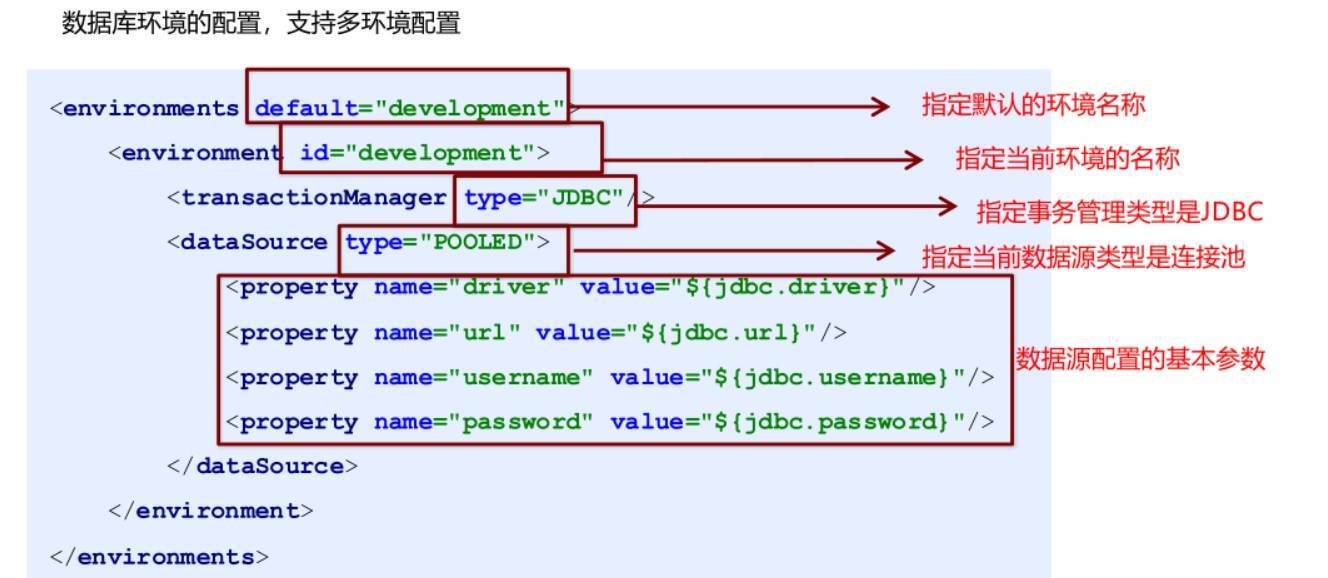 数据库环境的配置，支持多环境配置
<environments default="development">
指定默认的环境名称
<environment id="development">
指定当前环境的名称
<transactionManager type="JDBC"/>
指定事务管理类型是JDBC
<dataSource type="POOLED">
指定当前数据源类型是连接池
<property name="driver" value="${jdbc.driver}"/>
<property name="url" value="${jdbc.url}"/>
数据源配置的基本参数
<property name="username" value="${jdbc.username}"/>
<property name="password" value="${jdbc.password}"/>
</dataSource>
</environment>
</environments>